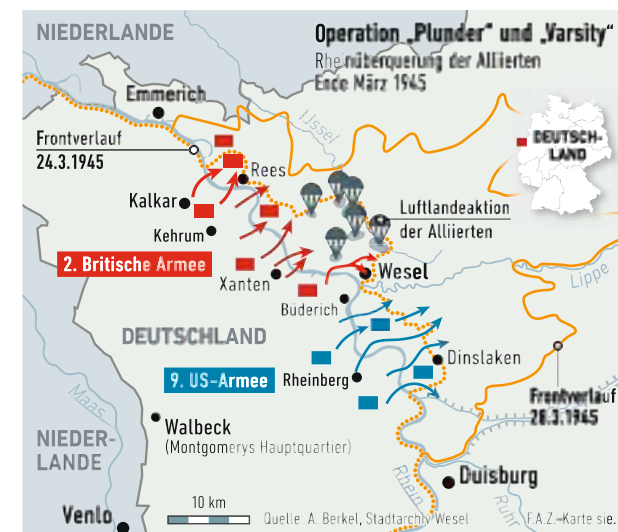 NIEDERLANDE
Operation „Plunder“ und „Varsity“
Rheinüberquerung der Alliierten
Ende März 1945
Emmerich
IJssel
Frontverlauf
24.3.1945
DEUTSCH-
LAND
Rees
Kalkar
Luftlandeaktion
der Alliierten
Kehrum
2. Britische Armee
Xanten
Wesel
Lippe
Büderich
DEUTSCHLAND
Dinslaken
9. US-Armee
Rheinberg
Frontverlauf
28.3.1945
Maas
Walbeck
(Montgomerys Hauptquartier)
NIEDER-
LANDE
Rhein
Duisburg
Ruhr
10 km
Venlo
Quelle: A. Berkel, Stadtarchiv Wesel
F.A.Z.-Karte sie.